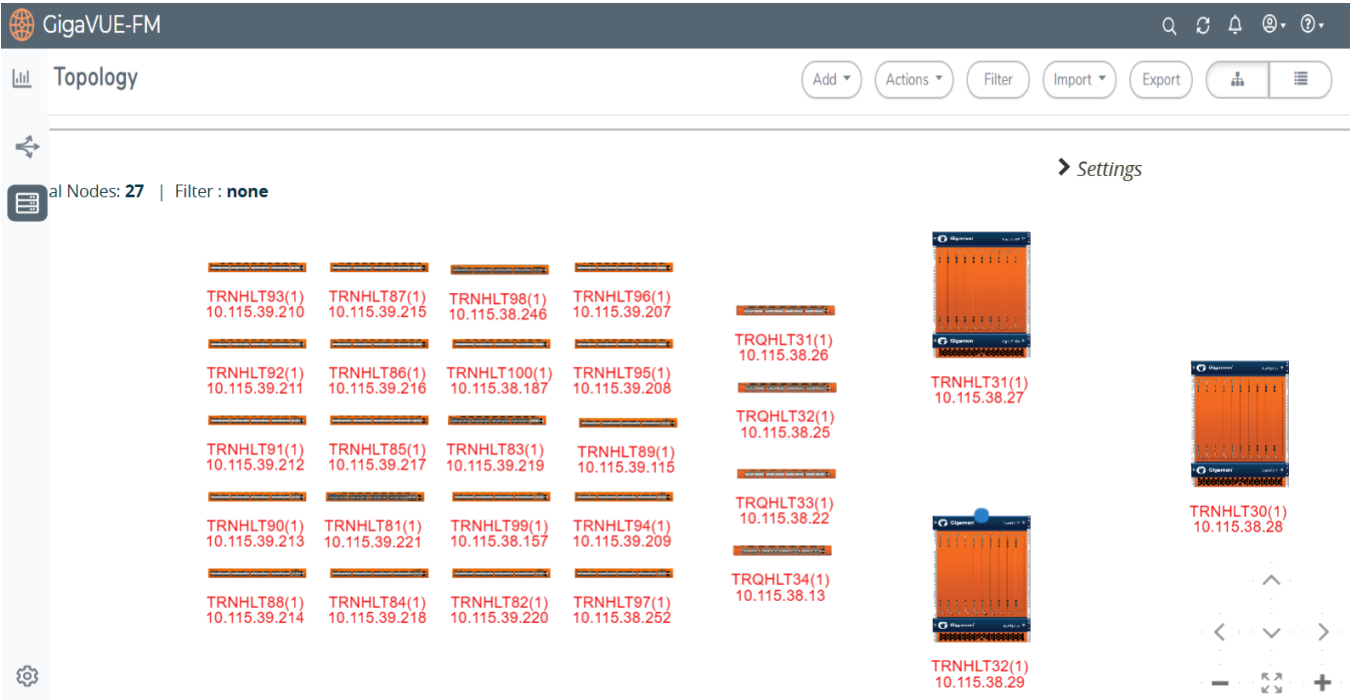 GigaVUE-FM
Topology
Add
Actions
Filter
Import
Export
Settings
al Nodes: 27 | Filter : none
TRNHLT93(1)
10.115.39.210
TRNHLT87(1)
10.115.39.215
TRNHLT98(1)
10.115.38.246
TRNHLT96(1)
10.115.39.207
TRNHLT92(1)
10.115.39.211
TRNHLT86(1)
10.115.39.216
TRNHLT100(1)
10.115.38.187
TRNHLT95(1)
10.115.39.208
TRNHLT91(1)
10.115.39.212
TRNHLT85(1)
10.115.39.217
TRNHLT83(1)
10.115.39.219
TRNHLT89(1)
10.115.39.115
TRNHLT90(1)
10.115.39.213
TRNHLT81(1)
10.115.39.221
TRNHLT99(1)
10.115.38.157
TRNHLT94(1)
10.115.39.209
TRNHLT88(1)
10.115.39.214
TRNHLT84(1)
10.115.39.218
TRNHLT82(1)
10.115.39.220
TRNHLT97(1)
10.115.38.252
TRQHLT31(1)
10.115.38.26
TRQHLT32(1)
10.115.38.25
TRQHLT33(1)
10.115.38.22
TRQHLT34(1)
10.115.38.13
Gigamon
Gigamon
TRNHLT31(1)
10.115.38.27
Gigamon
Gigamon
TRNHLT32(1)
10.115.38.29
Gigamon
Gigamon
TRNHLT30(1)
10.115.38.28